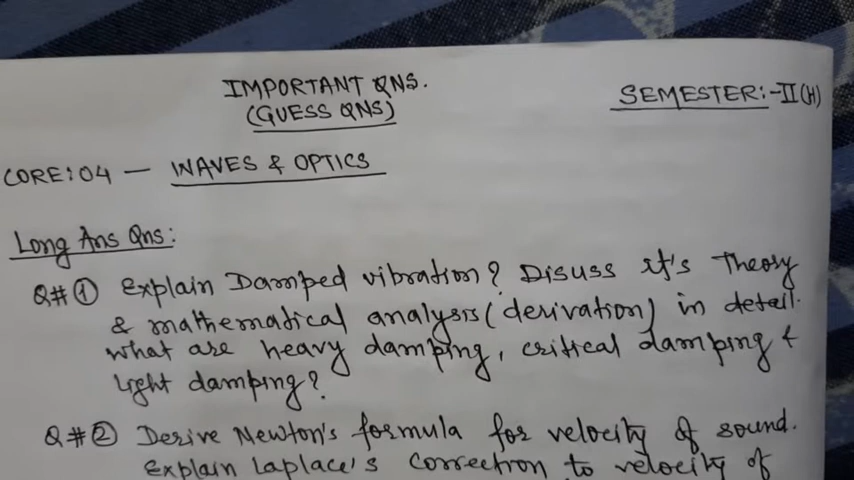 IMPORTANT QNS.
(GUESS QNS)
SEMESTER:-II(H)
CORE:04 — WAVES & OPTICS
Long Ans Qns:
Q#① Explain Damped vibration? Disuss it's Theory
& mathematical analysis (derivation) in detail.
what are heavy damping, critical damping &
light damping?
Q#② Derive Newton's formula for velocity of sound.
Explain Laplace's correction to velocity of